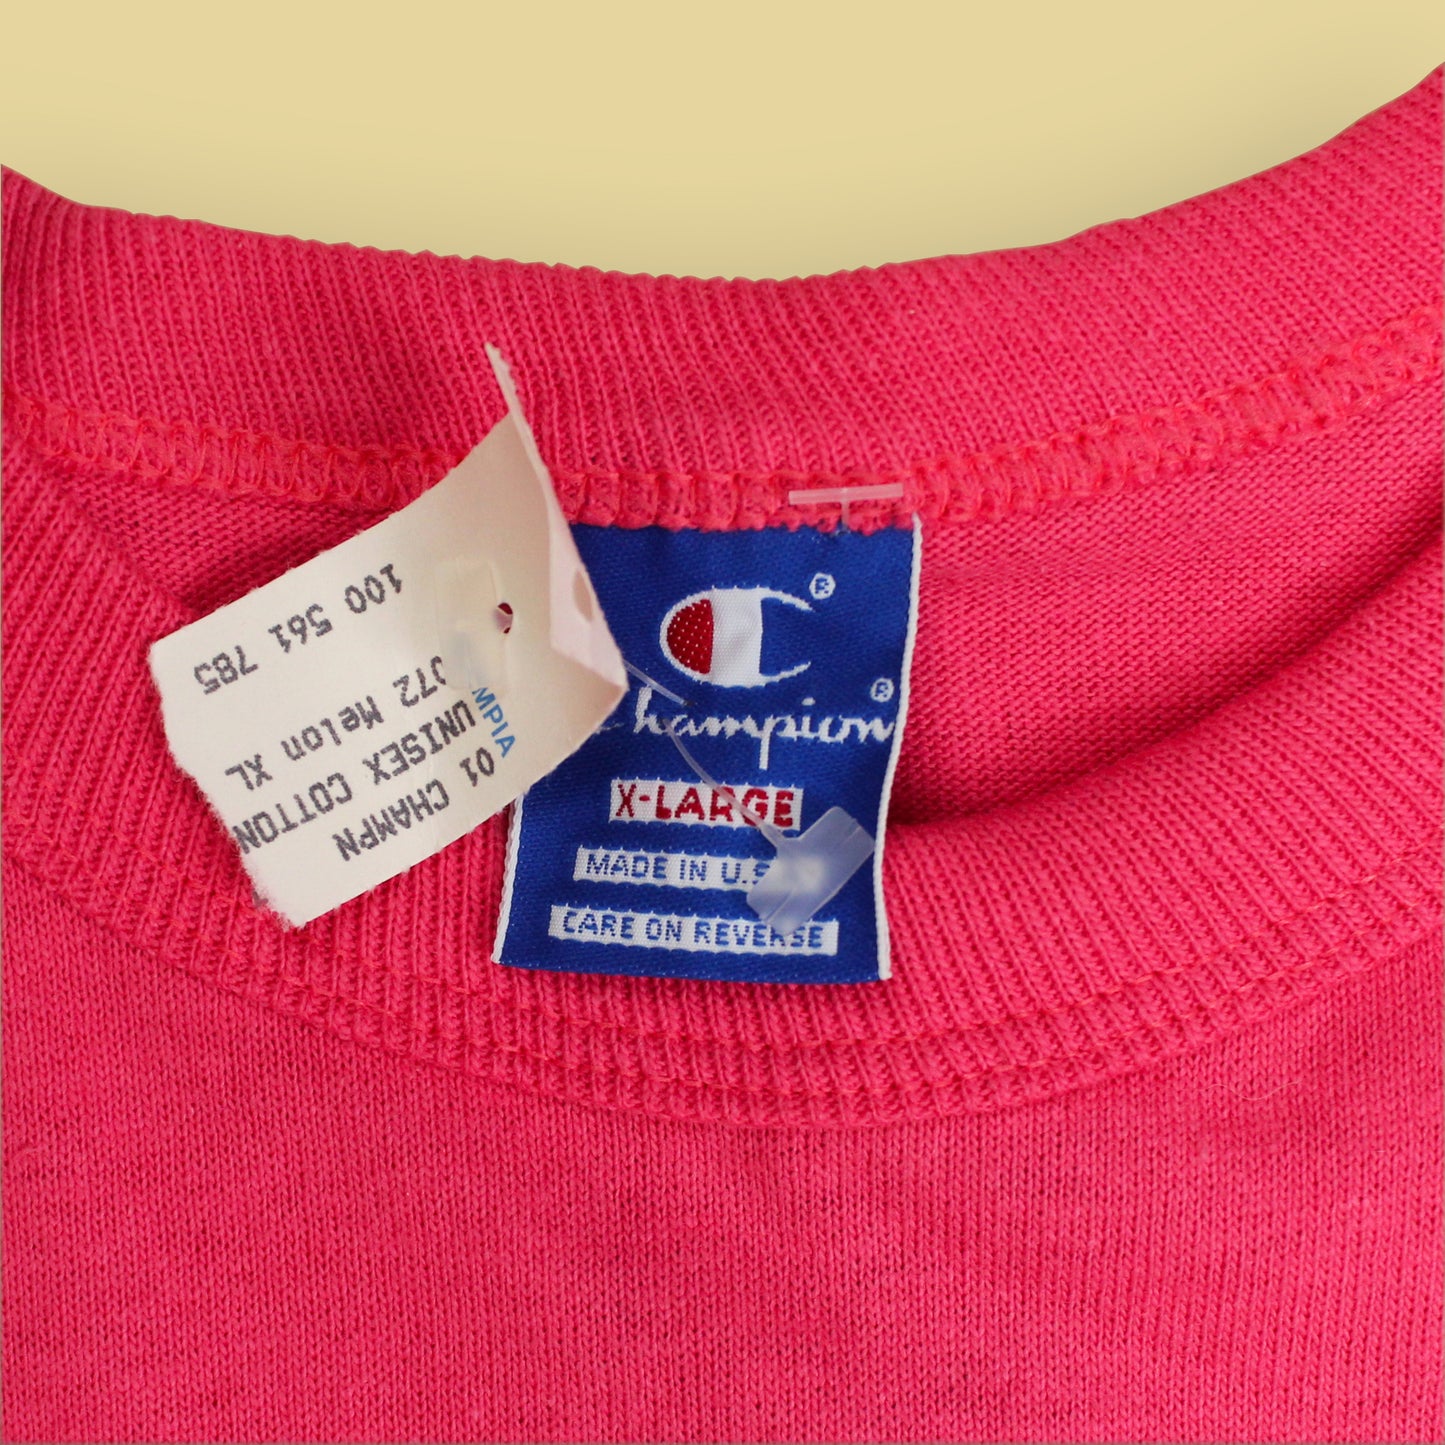 ®
Champion®
X-LARGE
MADE IN U.S
CARE ON REVERSE
MPIA
01 CHAMPN
UNISEX COTTON
072 Melon XL
100 561 785